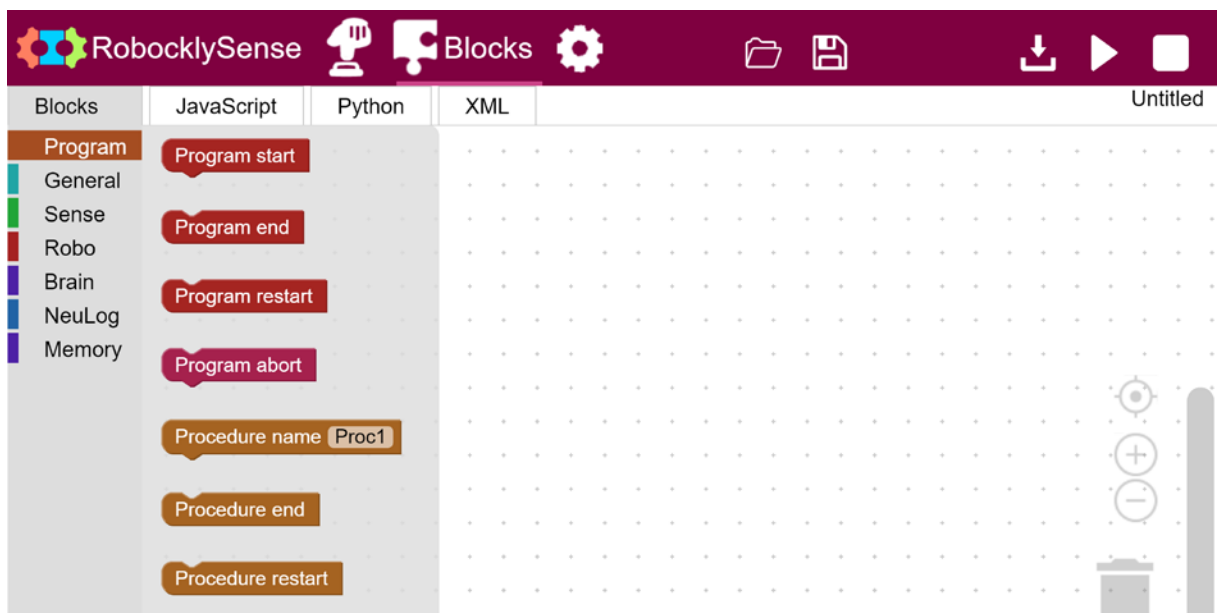 RobocklySense Blocks
Blocks JavaScript Python XML Untitled
Program
General
Sense
Robo
Brain
NeuLog
Memory
Program start
Program end
Program restart
Program abort
Procedure name Proc1
Procedure end
Procedure restart